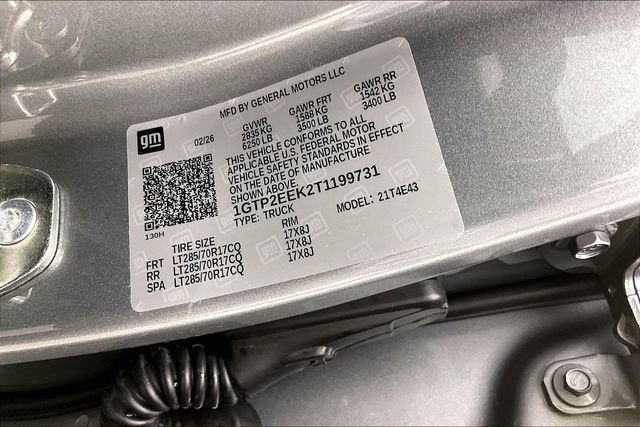 MFD BY GENERAL MOTORS LLC
gm
02/26
GVWR GAWR FRT GAWR RR
2835 KG 1588 KG 1542 KG
6250 LB 3500 LB 3400 LB
THIS VEHICLE CONFORMS TO ALL
APPLICABLE U.S. FEDERAL MOTOR
VEHICLE SAFETY STANDARDS IN EFFECT
ON THE DATE OF MANUFACTURE
SHOWN ABOVE.
1GTP2EEK2T1199731
TYPE: TRUCK MODEL: 21T4E43
130H
TIRE SIZE RIM
FRT LT285/70R17CQ 17X8J
RR LT285/70R17CQ 17X8J
SPA LT285/70R17CQ 17X8J